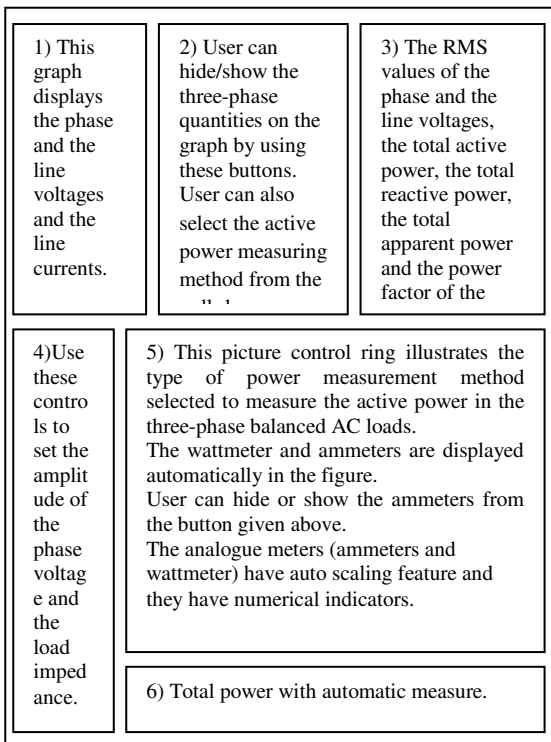 1) This
graph
displays
the phase
and the
line
voltages
and the
line
currents.
2) User can
hide/show the
three-phase
quantities on the
graph by using
these buttons.
User can also
select the active
power measuring
method from the
3) The RMS
values of the
phase and the
line voltages,
the total active
power, the total
reactive power,
the total
apparent power
and the power
factor of the
4)Use
these
contro
ls to
set the
amplit
ude of
the
phase
voltag
e and
the
load
imped
ance.
5) This picture control ring illustrates the
type of power measurement method
selected to measure the active power in the
three-phase balanced AC loads.
The wattmeter and ammeters are displayed
automatically in the figure.
User can hide or show the ammeters from
the button given above.
The analogue meters (ammeters and
wattmeter) have auto scaling feature and
they have numerical indicators.
6) Total power with automatic measure.